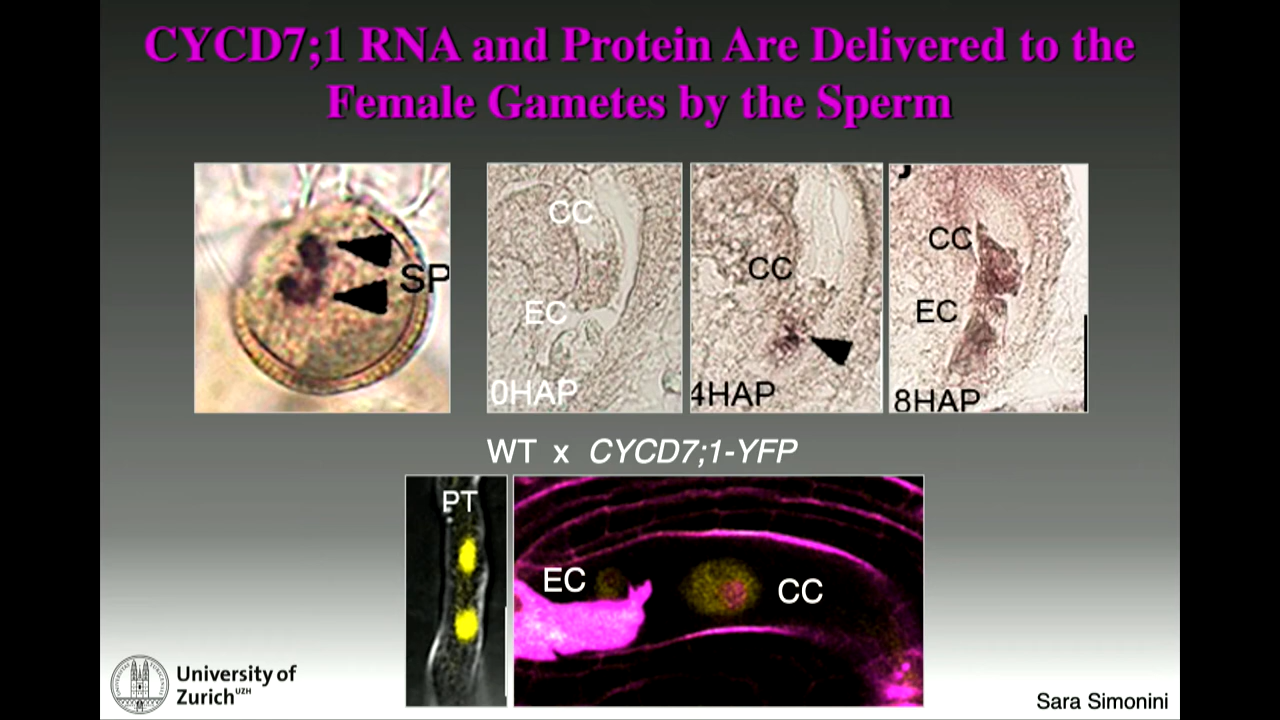 CYCD7;1 RNA and Protein Are Delivered to the
Female Gametes by the Sperm
SP
CC
EC
0HAP
CC
4HAP
CC
EC
8HAP
WT x CYCD7;1-YFP
PT
EC
CC
University of
Zurich UZH
Sara Simonini